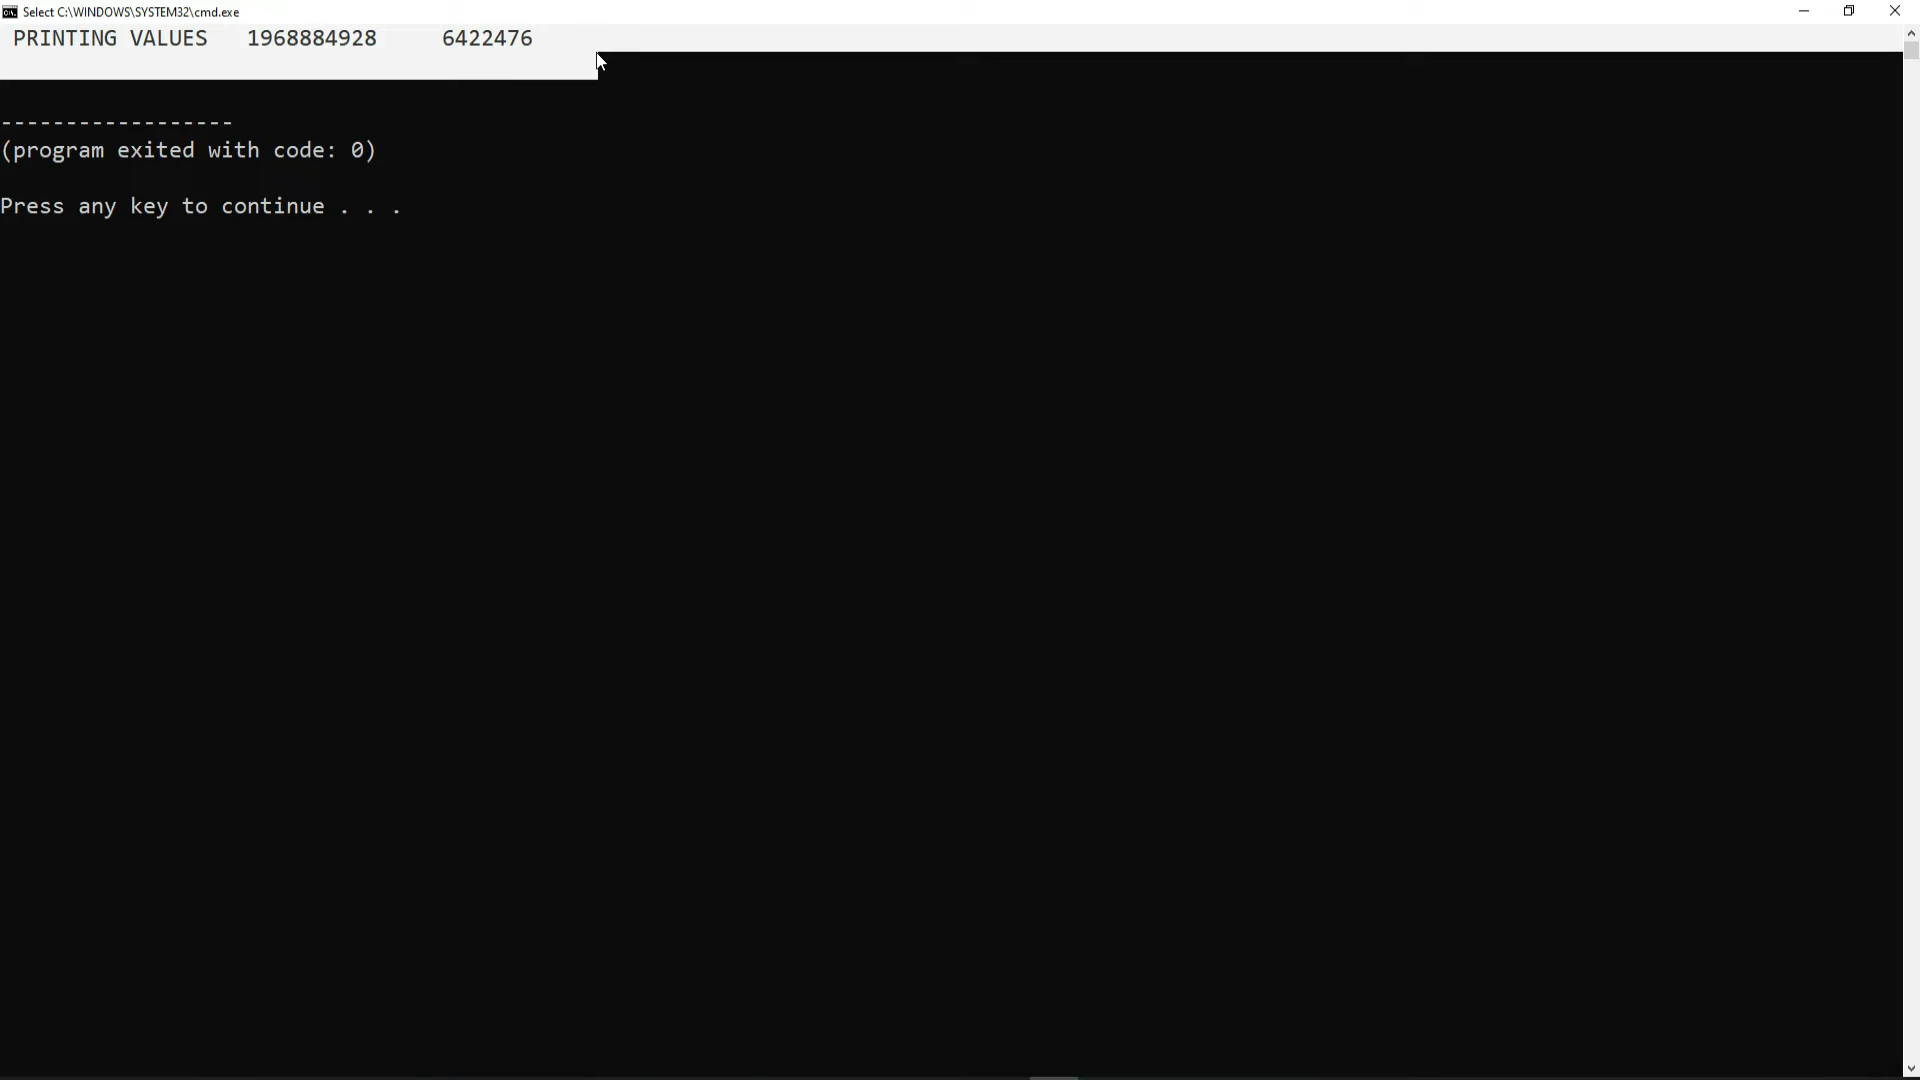 Select C:\WINDOWS\SYSTEM32\cmd.exe
PRINTING VALUES   1968884928     6422476
------------------
(program exited with code: 0)
Press any key to continue . . .